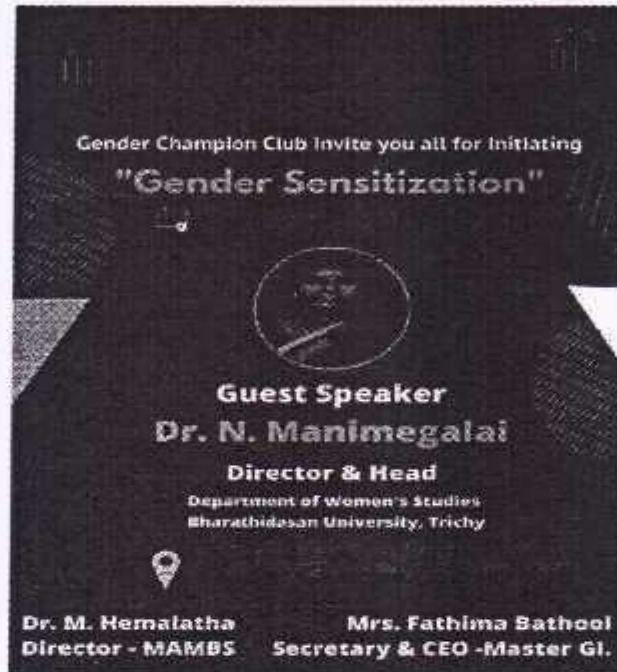 Gender Champion Club Invite you all for Initiating
"Gender Sensitization"
Guest Speaker
Dr. N. Manimegalai
Director & Head
Department of Women's Studies
Bharathidasan University, Trichy
Dr. M. Hemalatha
Director - MAMBS
Mrs. Fathima Bathool
Secretary & CEO -Master GI.